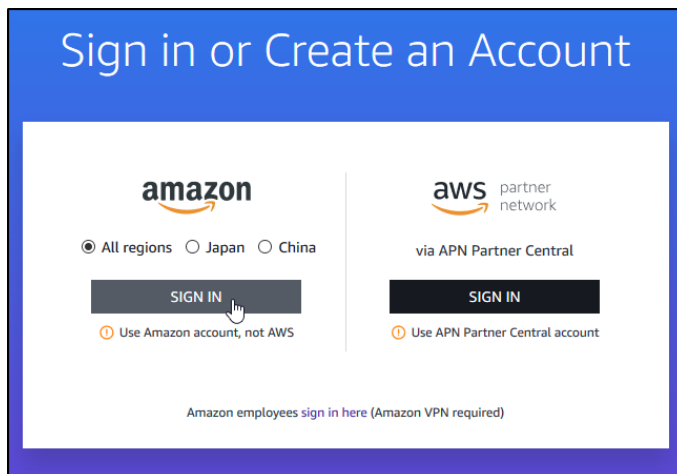 Sign in or Create an Account
amazon
All regions Japan China
SIGN IN
Use Amazon account, not AWS
aws partner
network
via APN Partner Central
SIGN IN
Use APN Partner Central account
Amazon employees sign in here (Amazon VPN required)